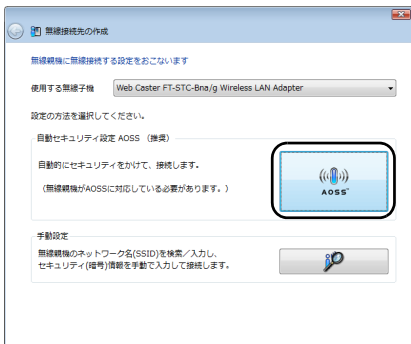 無線接続先の作成
無線親機に無線接続する設定をおこないます
使用する無線子機 Web Caster FT-STC-Bna/g Wireless LAN Adapter
設定の方法を選択してください。
自動セキュリティ設定 AOSS （推奨）
自動的にセキュリティをかけて、接続します。
（無線親機がAOSSに対応している必要があります。）
AOSS™
手動設定
無線親機のネットワーク名(SSID)を検索／入力し、
セキュリティ(暗号)情報を手動で入力して接続します。